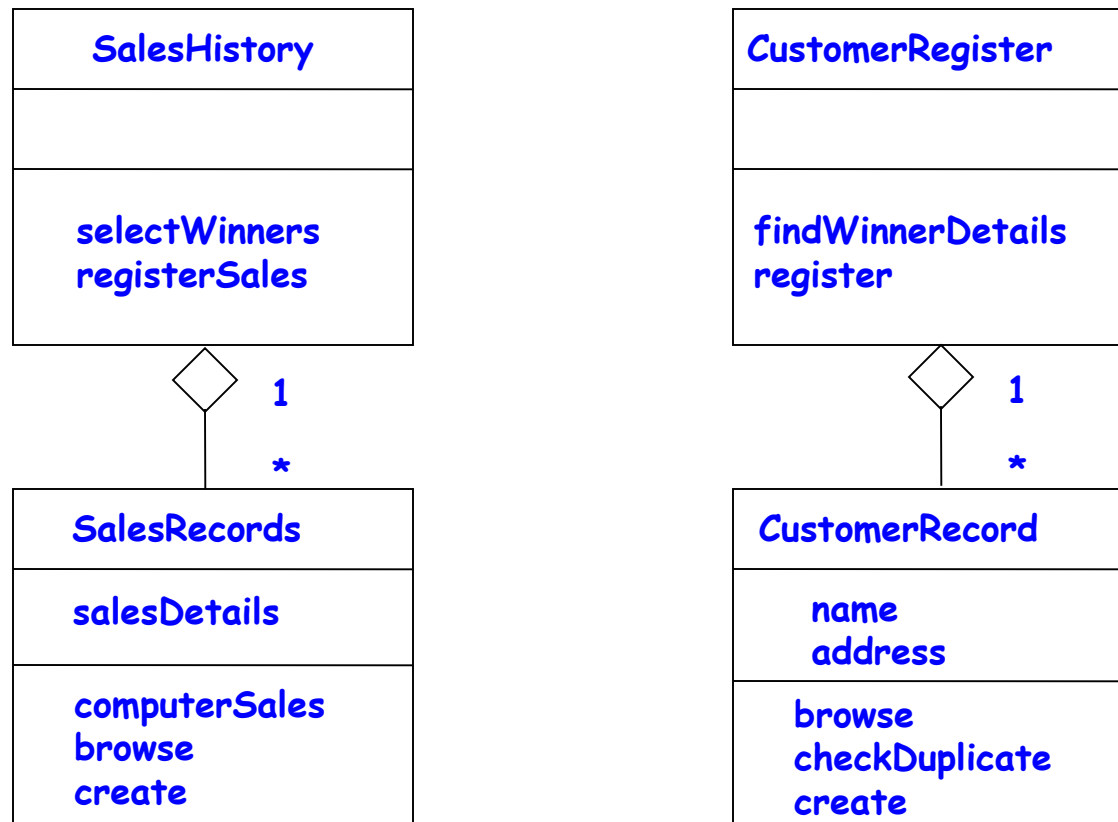 SalesHistory
selectWinners
registerSales
1
*
SalesRecords
salesDetails
computerSales
browse
create
CustomerRegister
findWinnerDetails
register
1
*
CustomerRecord
name
address
browse
checkDuplicate
create